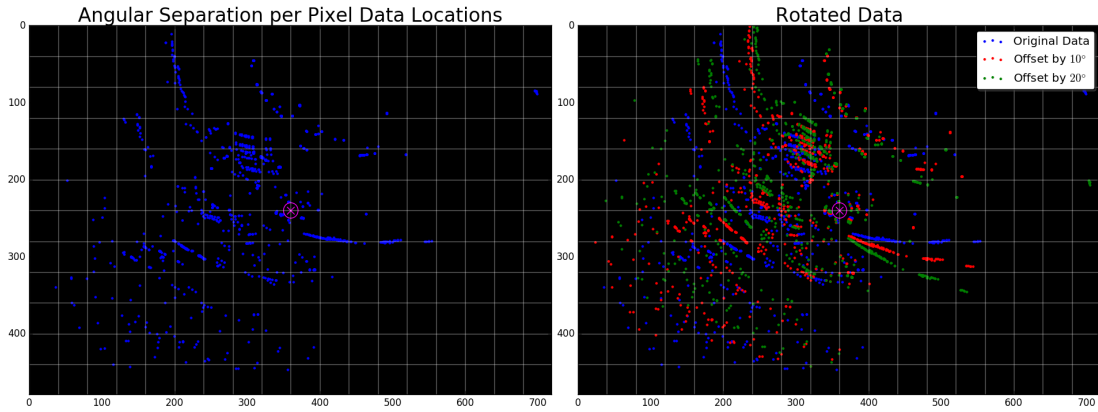 Angular Separation per Pixel Data Locations
0
100
200
300
400
0 100 200 300 400 500 600 700
Rotated Data
Original Data
Offset by 10°
Offset by 20°
0
100
200
300
400
0 100 200 300 400 500 600 700